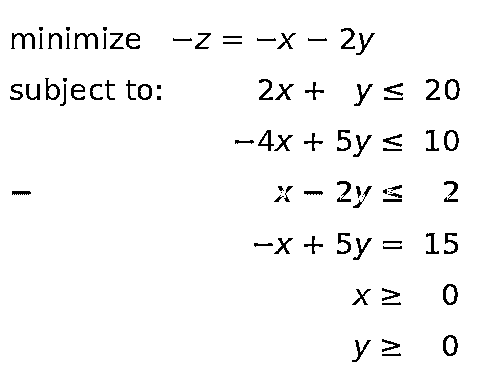 minimize −z = −x − 2y
subject to: 2x + y ≤ 20
−4x + 5y ≤ 10
− x − 2y ≤ 2
−x + 5y = 15
x ≥ 0
y ≥ 0